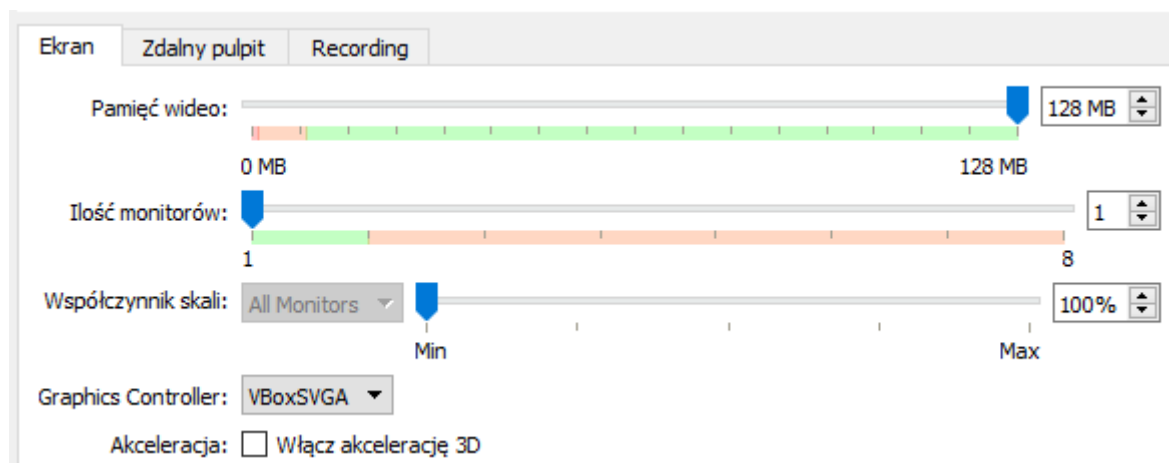 Ekran Zdalny pulpit Recording
Pamięć wideo: 128 MB
0 MB 128 MB
Ilość monitorów: 1
1 8
Współczynnik skali: All Monitors 100%
Min Max
Graphics Controller: VBoxSVGA
Akceleracja: Włącz akcelerację 3D